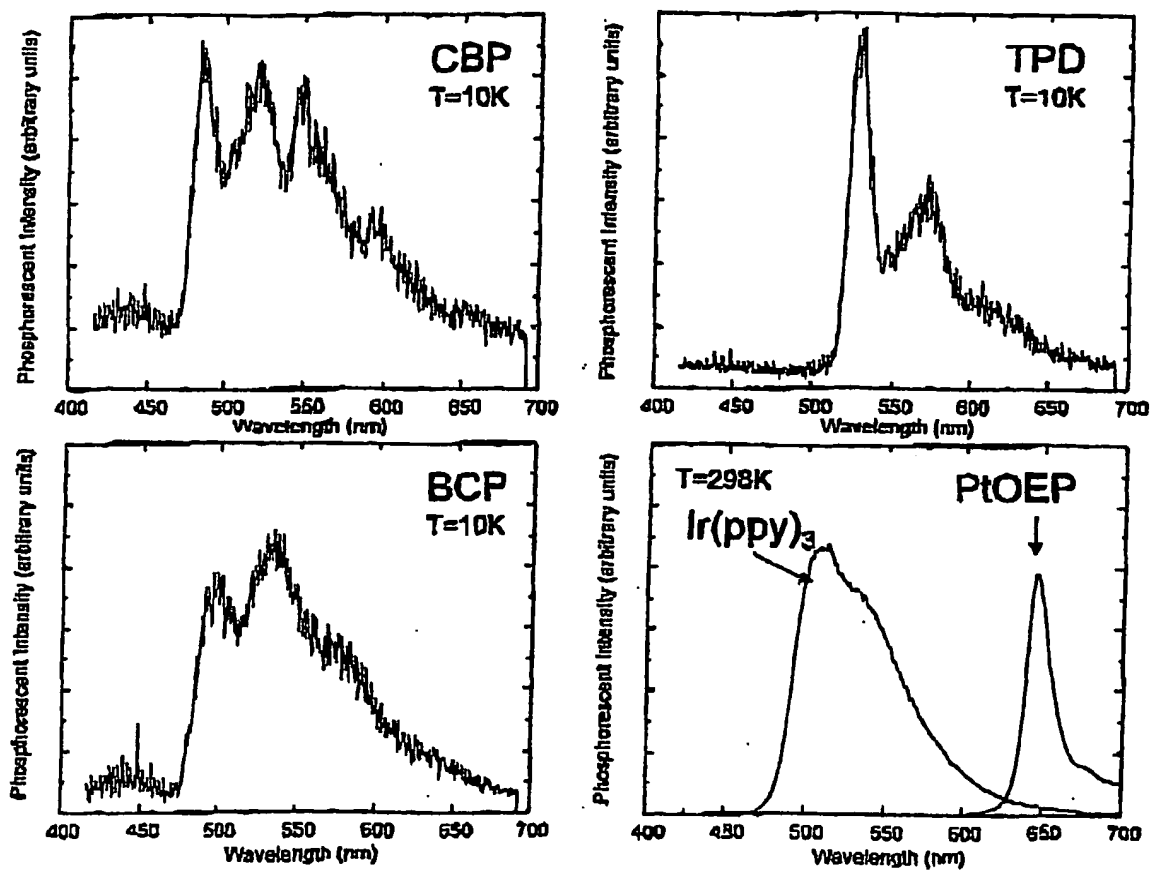 Phosphorescent Intensity (arbitrary units)
CBP
T=10K
400 450 500 550 600 650 700
Wavelength (nm)
Phosphorescent Intensity (arbitrary units)
TPD
T=10K
400 450 500 550 600 650 700
Wavelength (nm)
Phosphorescent Intensity (arbitrary units)
BCP
T=10K
400 450 500 550 600 650 700
Wavelength (nm)
Phosphorescent Intensity (arbitrary units)
T=298K
Ir(ppy)3
PtOEP
400 450 500 550 600 650 700
Wavelength (nm)